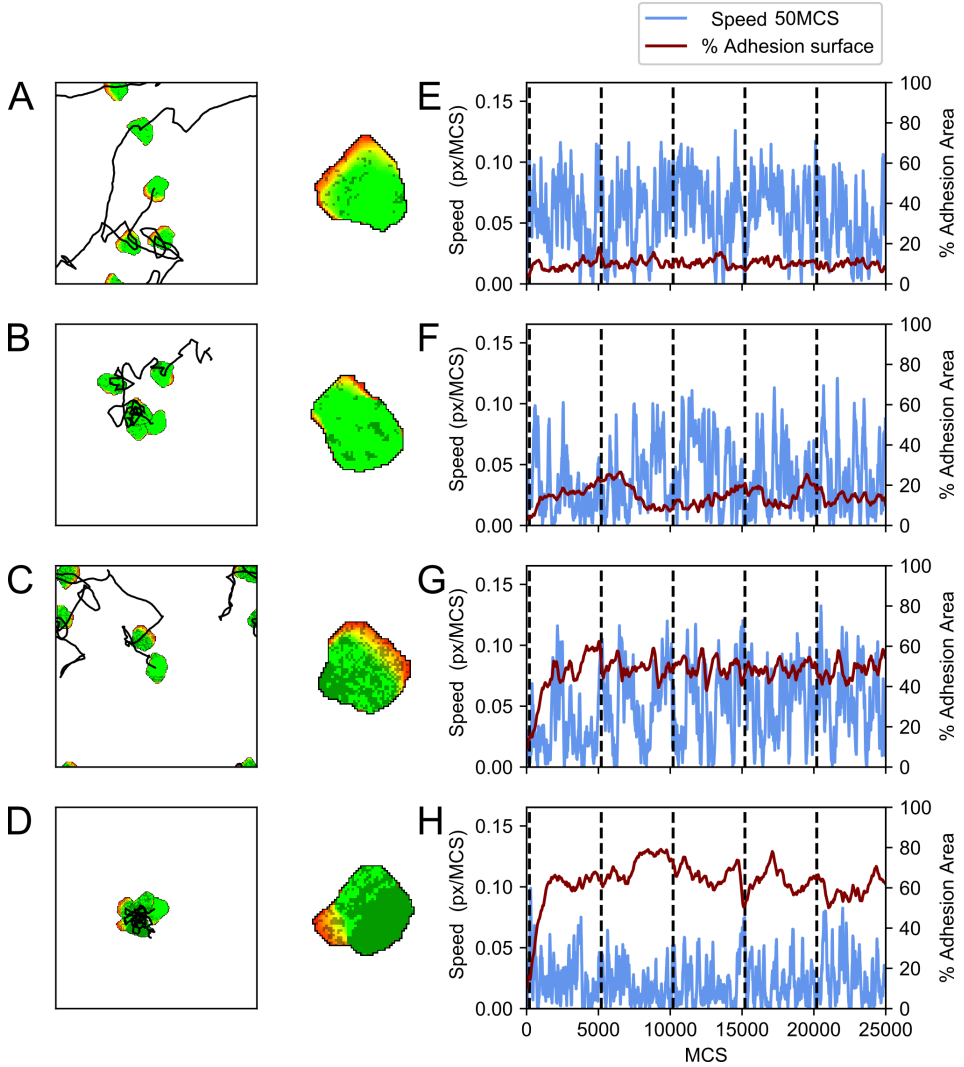 Speed 50MCS
% Adhesion surface
A
E
0.15
0.10
0.05
0.00
Speed (px/MCS)
100
80
60
40
20
0
% Adhesion Area
B
F
0.15
0.10
0.05
0.00
Speed (px/MCS)
100
80
60
40
20
0
% Adhesion Area
C
G
0.15
0.10
0.05
0.00
Speed (px/MCS)
100
80
60
40
20
0
% Adhesion Area
D
H
0.15
0.10
0.05
0.00
Speed (px/MCS)
100
80
60
40
20
0
% Adhesion Area
0 5000 10000 15000 20000 25000
MCS